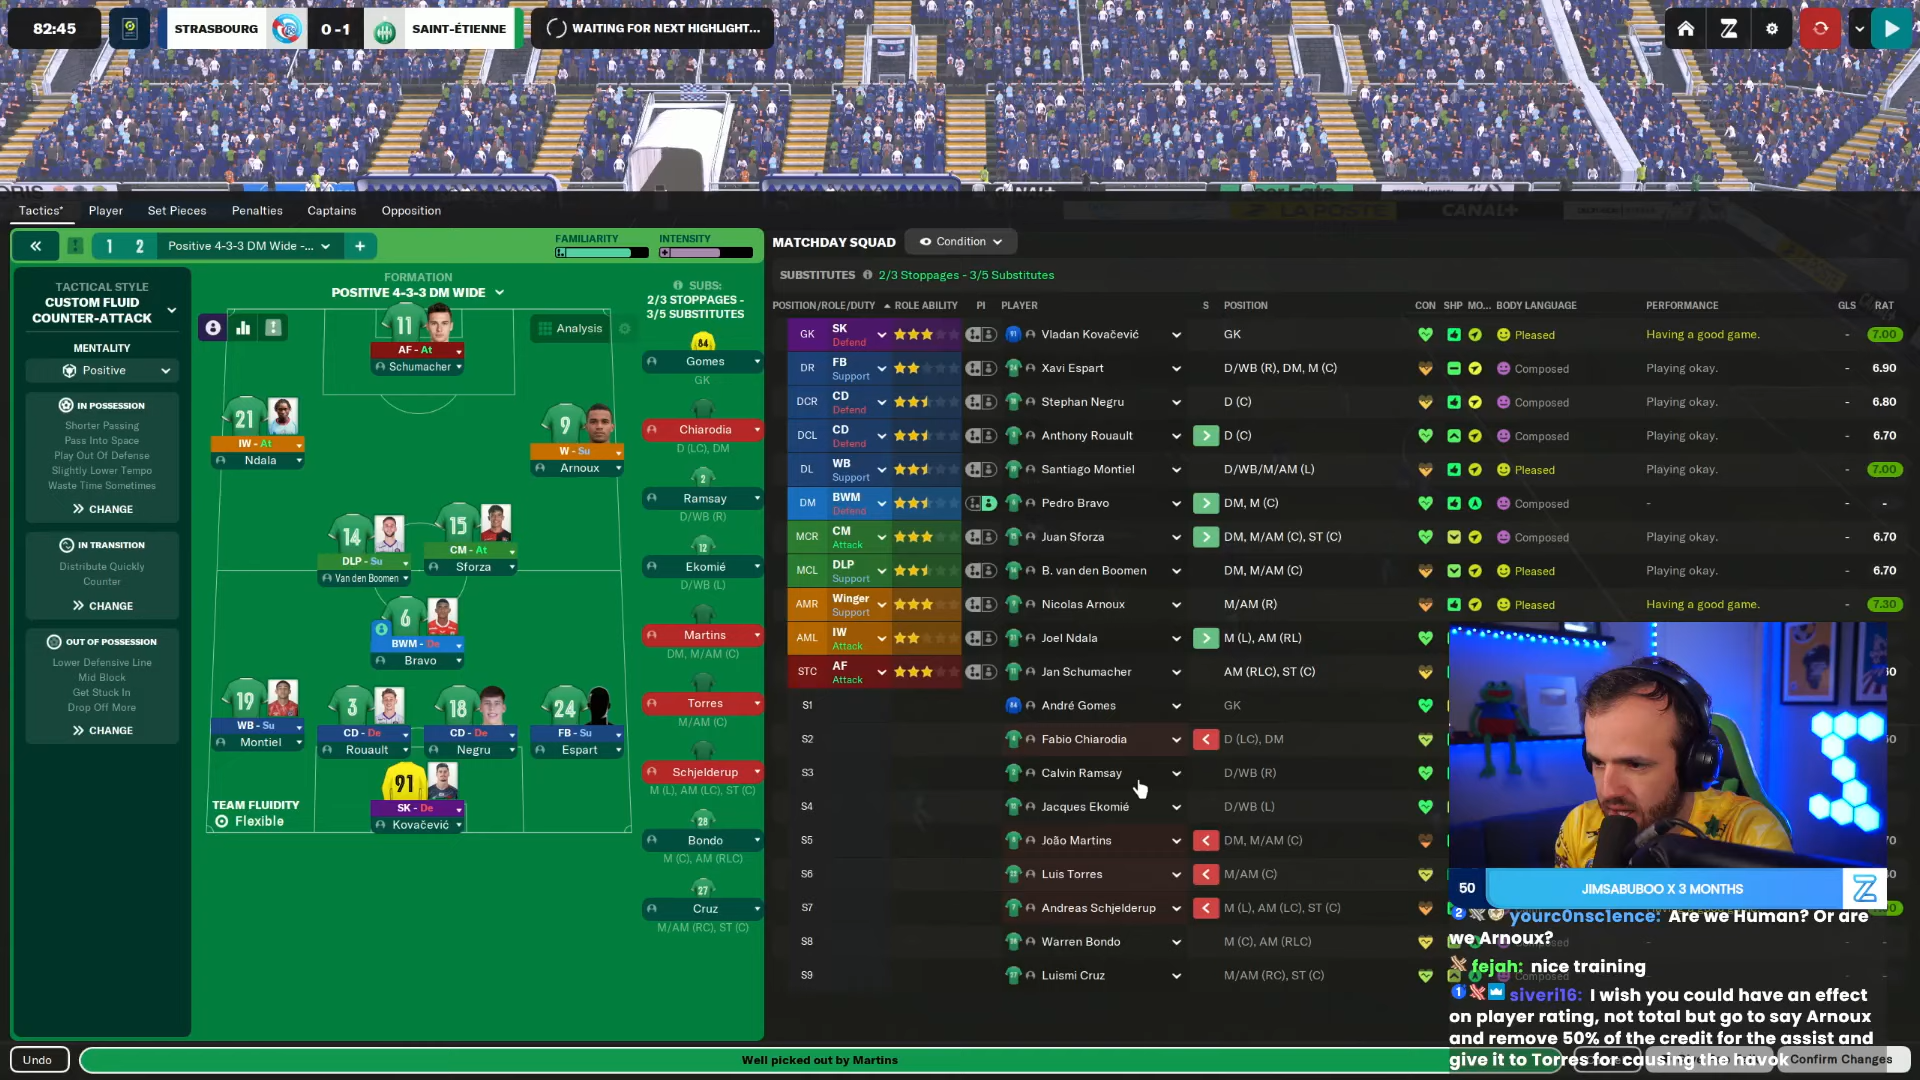 82:45
STRASBOURG 0 - 1 SAINT-ÉTIENNE
WAITING FOR NEXT HIGHLIGHT...
LA POSTE
CANAL+
Tactics* Player Set Pieces Penalties Captains Opposition
1 2 Positive 4-3-3 DM Wide -...
FAMILIARITY INTENSITY
TACTICAL STYLE
CUSTOM FLUID
COUNTER-ATTACK
MENTALITY
Positive
IN POSSESSION
Shorter Passing
Pass Into Space
Play Out Of Defense
Slightly Lower Tempo
Waste Time Sometimes
CHANGE
IN TRANSITION
Distribute Quickly
Counter
CHANGE
OUT OF POSSESSION
Lower Defensive Line
Mid Block
Get Stuck In
Drop Off More
CHANGE
FORMATION
POSITIVE 4-3-3 DM WIDE
Analysis
11
AF - At
Schumacher
21
IW - At
Ndala
9
W - Su
Arnoux
14
DLP - Su
Van den Boomen
15
CM - At
Sforza
6
BWM - De
Bravo
19
WB - Su
Montiel
3
CD - De
Rouault
18
CD - De
Negru
24
FB - Su
Espart
91
SK - De
Kovačević
TEAM FLUIDITY
Flexible
SUBS:
2/3 STOPPAGES -
3/5 SUBSTITUTES
84
Gomes
GK
Chiarodia
D (LC), DM
2
Ramsay
D/WB (R)
12
Ekomié
D/WB (L)
Martins
DM, M/AM (C)
Torres
M/AM (C)
Schjelderup
M (L), AM (LC), ST (C)
28
Bondo
M (C), AM (RLC)
27
Cruz
M/AM (RC), ST (C)
MATCHDAY SQUAD Condition
SUBSTITUTES 2/3 Stoppages - 3/5 Substitutes
POSITION/ROLE/DUTY ROLE ABILITY PI PLAYER S POSITION CON SHP MO... BODY LANGUAGE PERFORMANCE GLS RAT
GK SK Defend Vladan Kovačević GK Pleased Having a good game. - 7.00
DR FB Support Xavi Espart D/WB (R), DM, M (C) Composed Playing okay. - 6.90
DCR CD Defend Stephan Negru D (C) Composed Playing okay. - 6.80
DCL CD Defend Anthony Rouault D (C) Composed Playing okay. - 6.70
DL WB Support Santiago Montiel D/WB/M/AM (L) Pleased Playing okay. - 7.00
DM BWM Defend Pedro Bravo DM, M (C) Composed - - -
MCR CM Attack Juan Sforza DM, M/AM (C), ST (C) Composed Playing okay. - 6.70
MCL DLP Support B. van den Boomen DM, M/AM (C) Pleased Playing okay. - 6.70
AMR Winger Support Nicolas Arnoux M/AM (R) Pleased Having a good game. - 7.30
AML IW Attack Joel Ndala M (L), AM (RL)
STC AF Attack Jan Schumacher AM (RLC), ST (C)
S1 André Gomes GK
S2 Fabio Chiarodia D (LC), DM
S3 Calvin Ramsay D/WB (R)
S4 Jacques Ekomié D/WB (L)
S5 João Martins DM, M/AM (C)
S6 Luis Torres M/AM (C)
S7 Andreas Schjelderup M (L), AM (LC), ST (C)
S8 Warren Bondo M (C), AM (RLC)
S9 Luismi Cruz M/AM (RC), ST (C)
50 JIMSABUBOO X 3 MONTHS
yourc0nsc1ence: Are we Human? Or are
we Arnoux?
fejah: nice training
siveri16: I wish you could have an effect
on player rating, not total but go to say Arnoux
and remove 50% of the credit for the assist and
give it to Torres for causing the havok
Undo
Well picked out by Martins
Confirm Changes